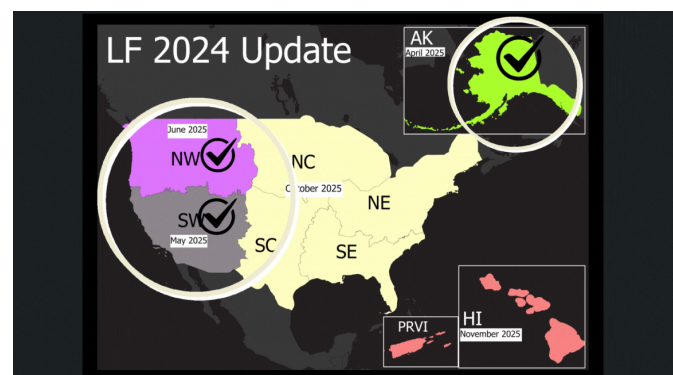 LF 2024 Update
AK
April 2025
June 2025
NW
NC
October 2025
NE
SW
May 2025
SC
SE
PRVI
HI
November 2025